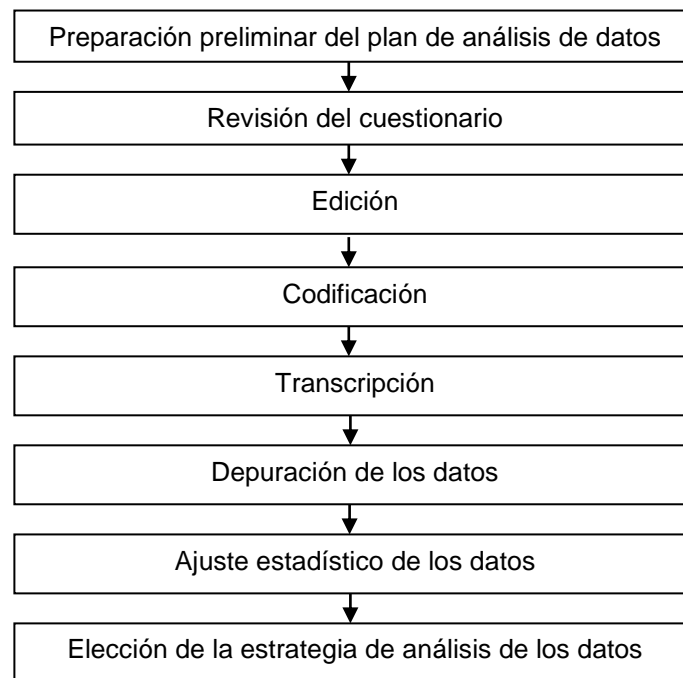 Preparación preliminar del plan de análisis de datos
Revisión del cuestionario
Edición
Codificación
Transcripción
Depuración de los datos
Ajuste estadístico de los datos
Elección de la estrategia de análisis de los datos